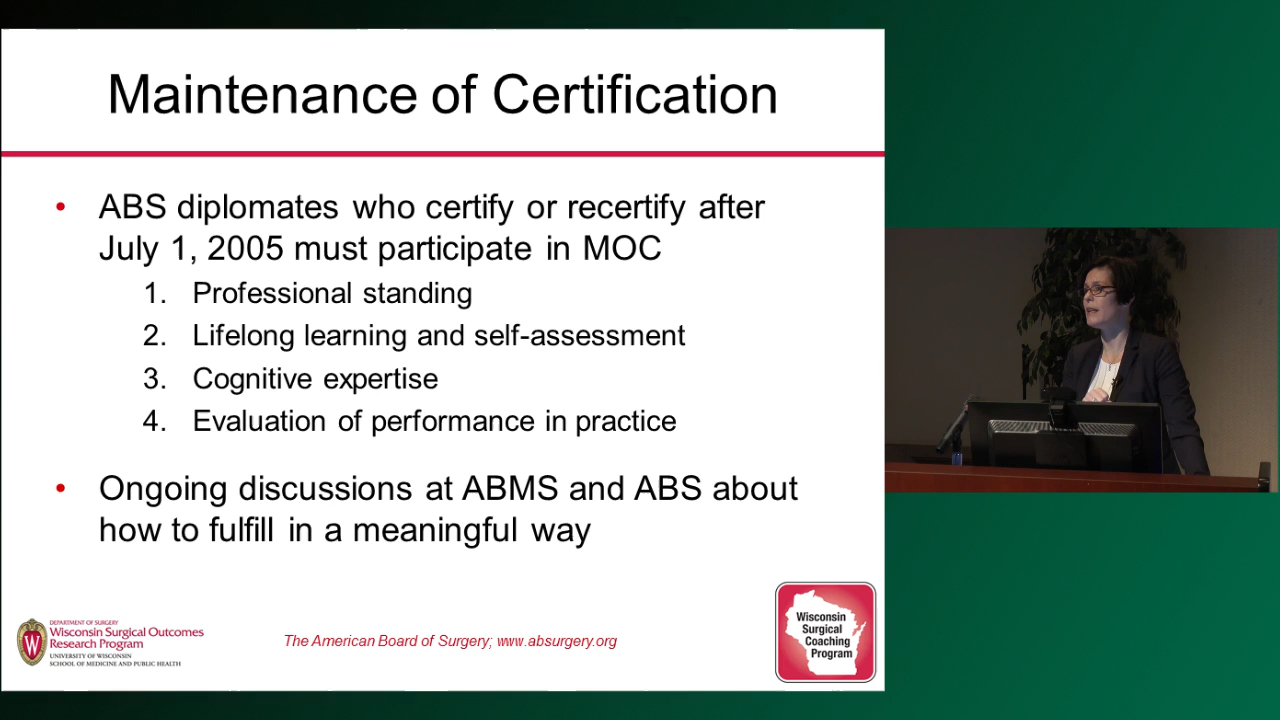 Maintenance of Certification
• ABS diplomates who certify or recertify after
July 1, 2005 must participate in MOC
1. Professional standing
2. Lifelong learning and self-assessment
3. Cognitive expertise
4. Evaluation of performance in practice
• Ongoing discussions at ABMS and ABS about
how to fulfill in a meaningful way
W
DEPARTMENT OF SURGERY
Wisconsin Surgical Outcomes
Research Program
UNIVERSITY OF WISCONSIN
SCHOOL OF MEDICINE AND PUBLIC HEALTH
The American Board of Surgery; www.absurgery.org
Wisconsin
Surgical
Coaching
Program